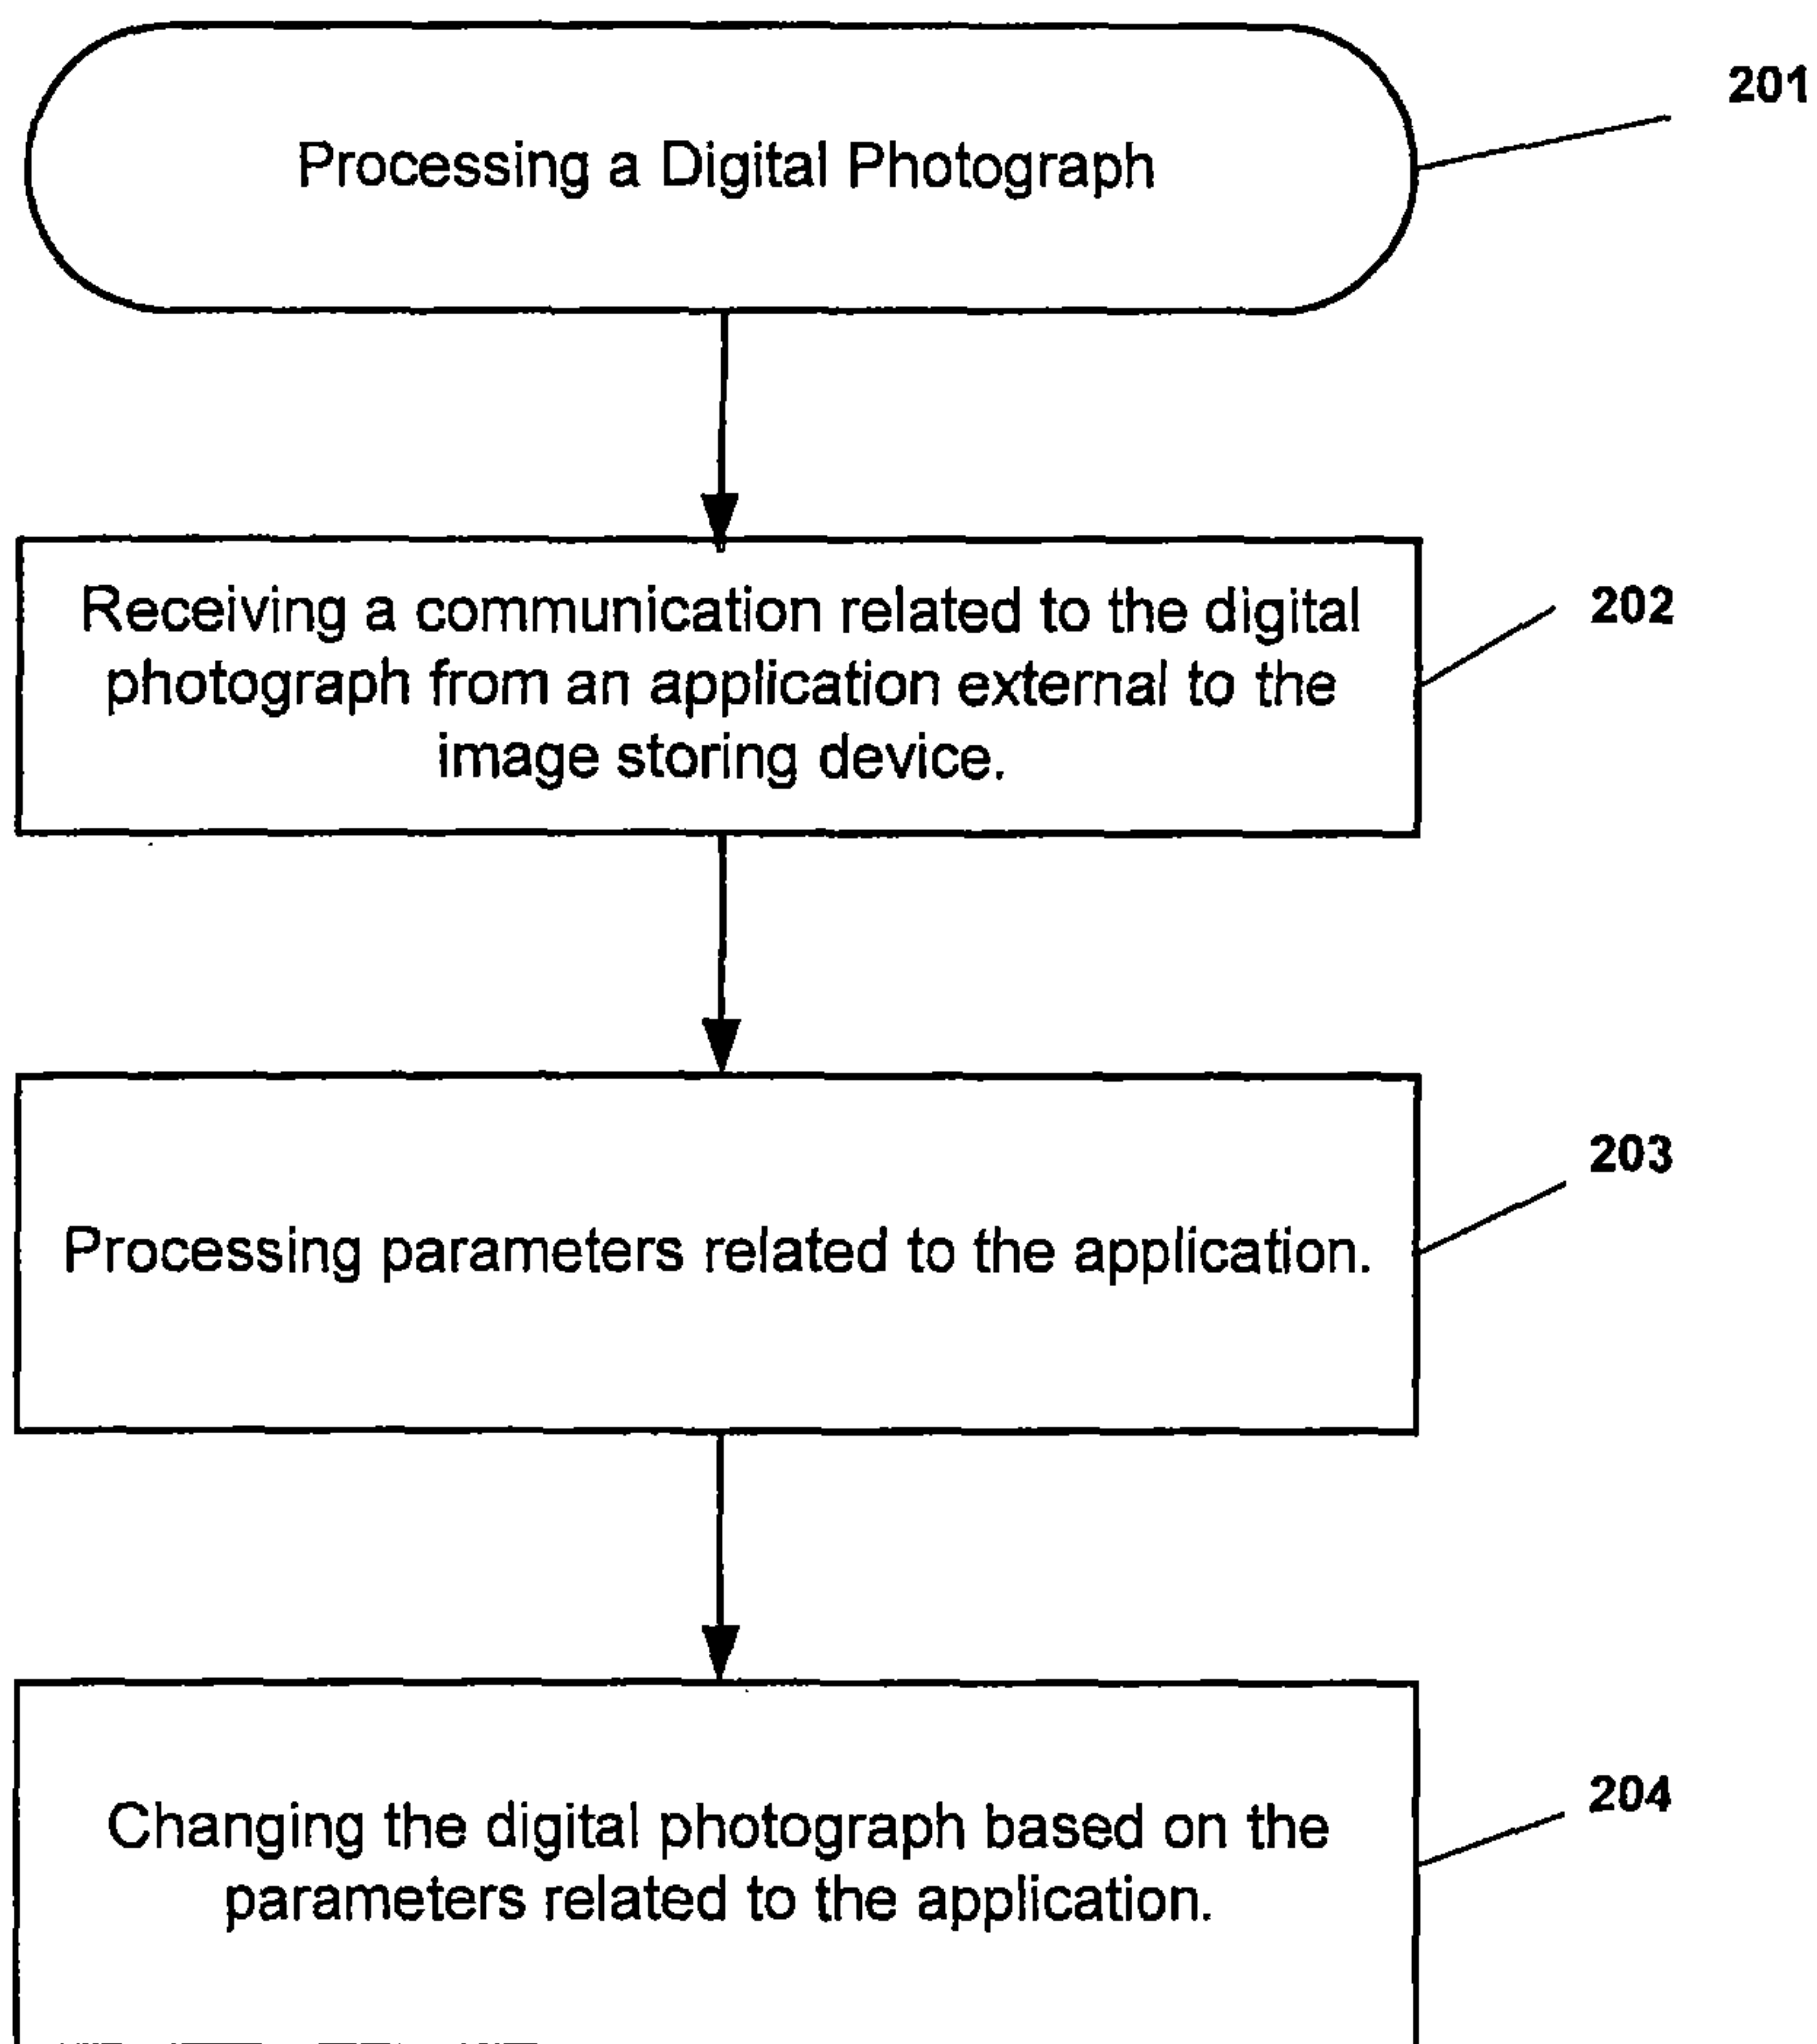 201
Processing a Digital Photograph
Receiving a communication related to the digital
photograph from an application external to the
image storing device.
202
203
Processing parameters related to the application.
204
Changing the digital photograph based on the
parameters related to the application.